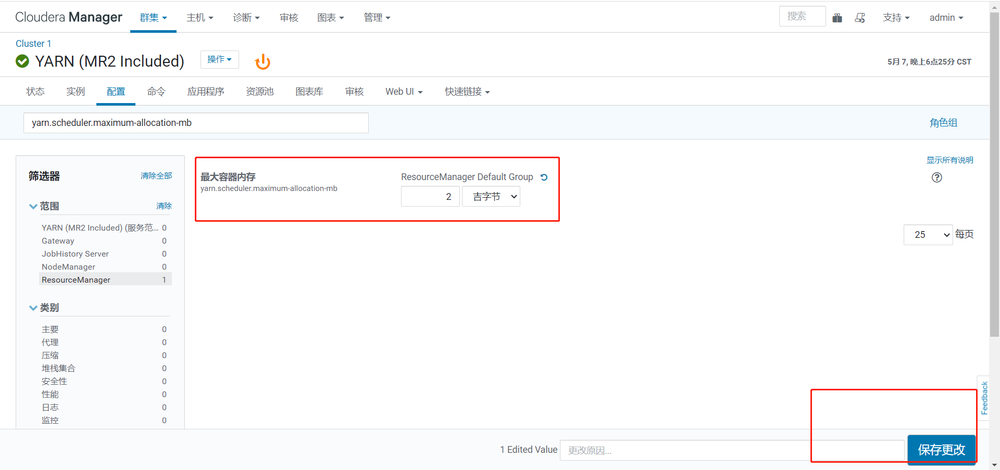 Cloudera Manager 群集 主机 诊断 审核 图表 管理 搜索 支持 admin
Cluster 1
YARN (MR2 Included) 操作
5月 7, 晚上6点25分 CST
状态 实例 配置 命令 应用程序 资源池 图表库 审核 Web UI 快速链接
yarn.scheduler.maximum-allocation-mb 角色组
显示所有说明
筛选器 清除全部
范围 清除
YARN (MR2 Included) (服务范... 0
Gateway 0
JobHistory Server 0
NodeManager 0
ResourceManager 1
类别
主要 0
代理 0
压缩 0
堆栈集合 0
安全性 0
性能 0
日志 0
监控 0
最大容器内存 ResourceManager Default Group
yarn.scheduler.maximum-allocation-mb
2 吉字节
25 每页
Feedback
1 Edited Value 更改原因... 保存更改